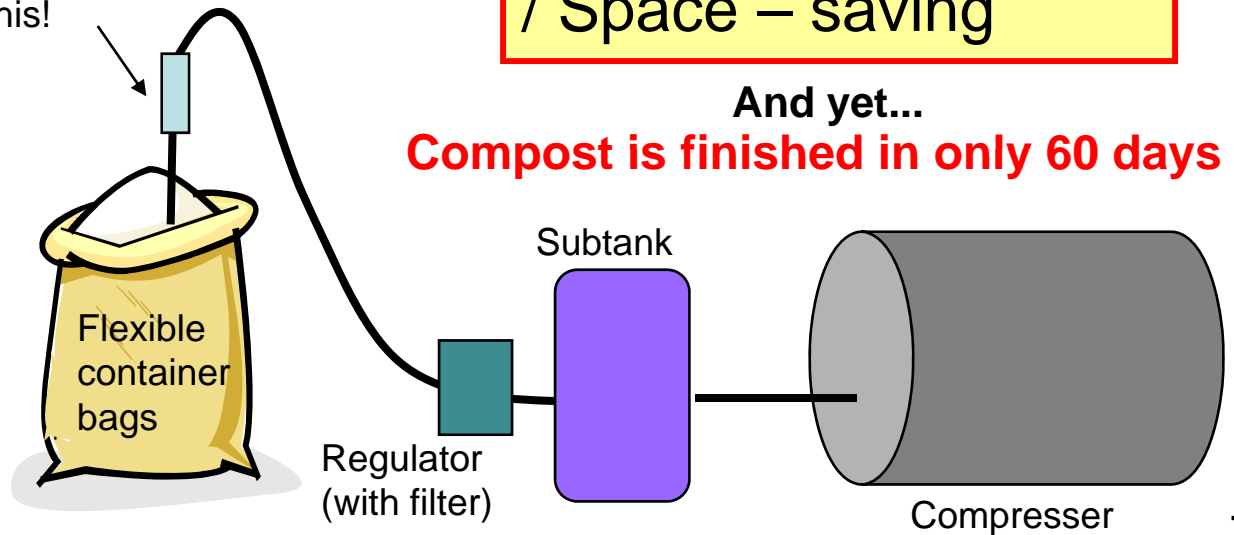 his!
/ Space – saving
And yet...
Compost is finished in only 60 days
Subtank
Flexible
container
bags
Regulator
(with filter)
Compresser